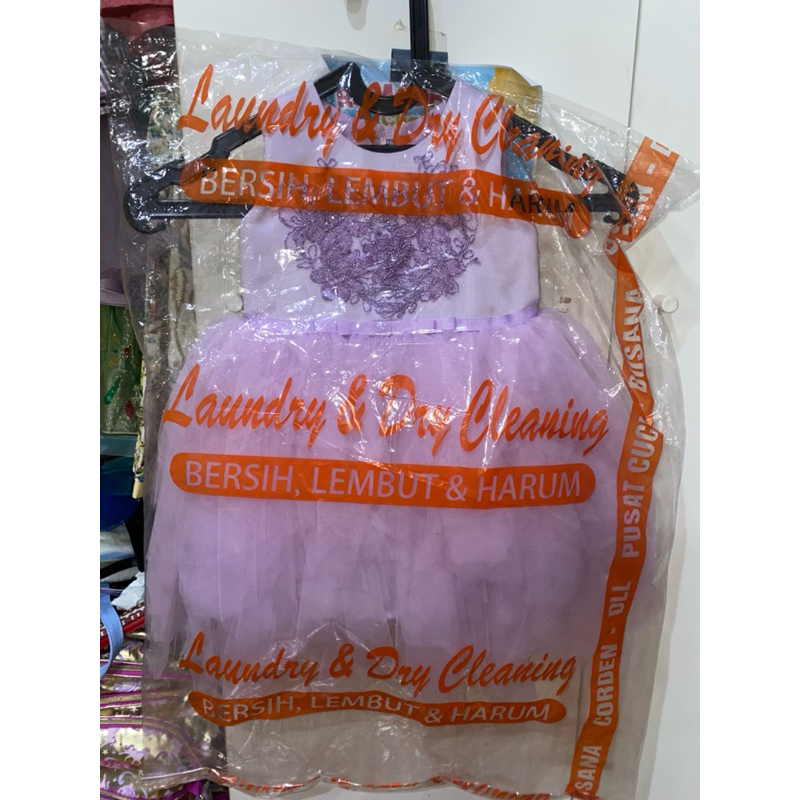 Laundry & Dry Cleaning
BERSIH, LEMBUT & HARUM
Laundry & Dry Cleaning
BERSIH, LEMBUT & HARUM
Laundry & Dry Cleaning
BERSIH, LEMBUT & HARUM
SANA CORDEN - DLL PUSAT CUCI BUSANA